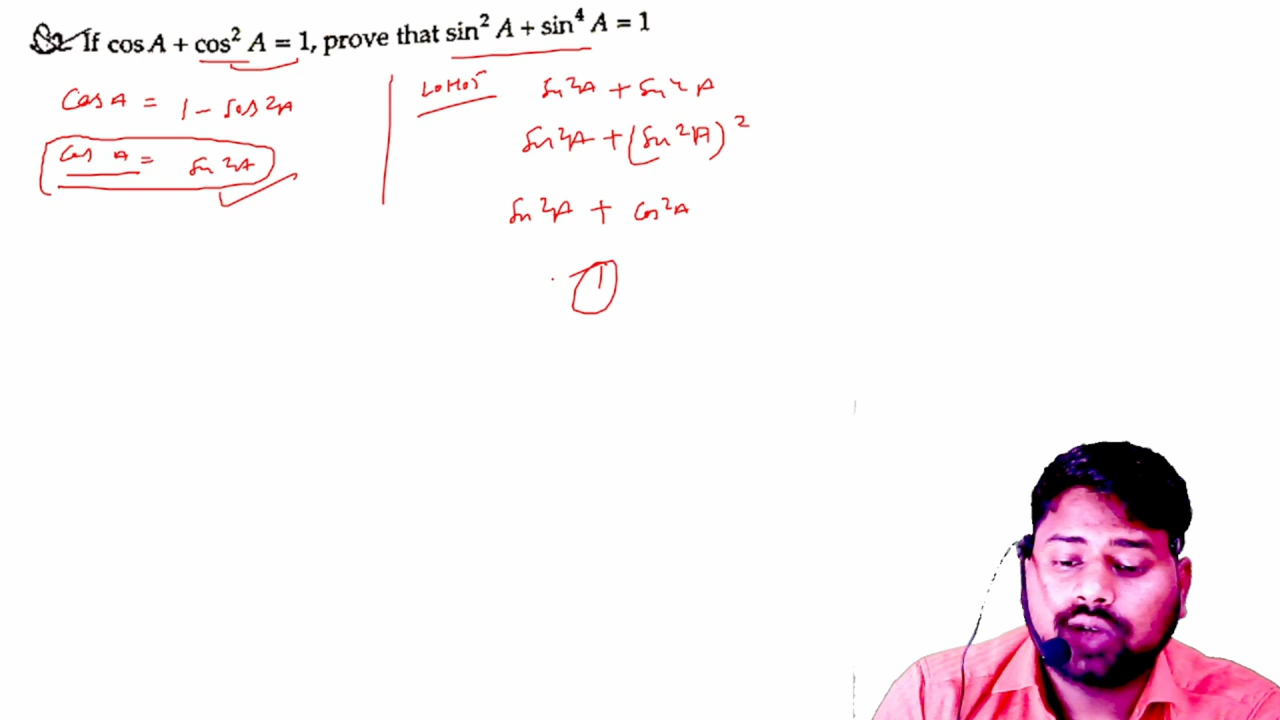 Q2 If cos A + cos² A = 1, prove that sin² A + sin⁴ A = 1
Cos A = 1 - cos²A
cos A = sin²A
L.H.S sin²A + sin⁴A
sin²A + (sin²A)²
sin²A + cos²A
1